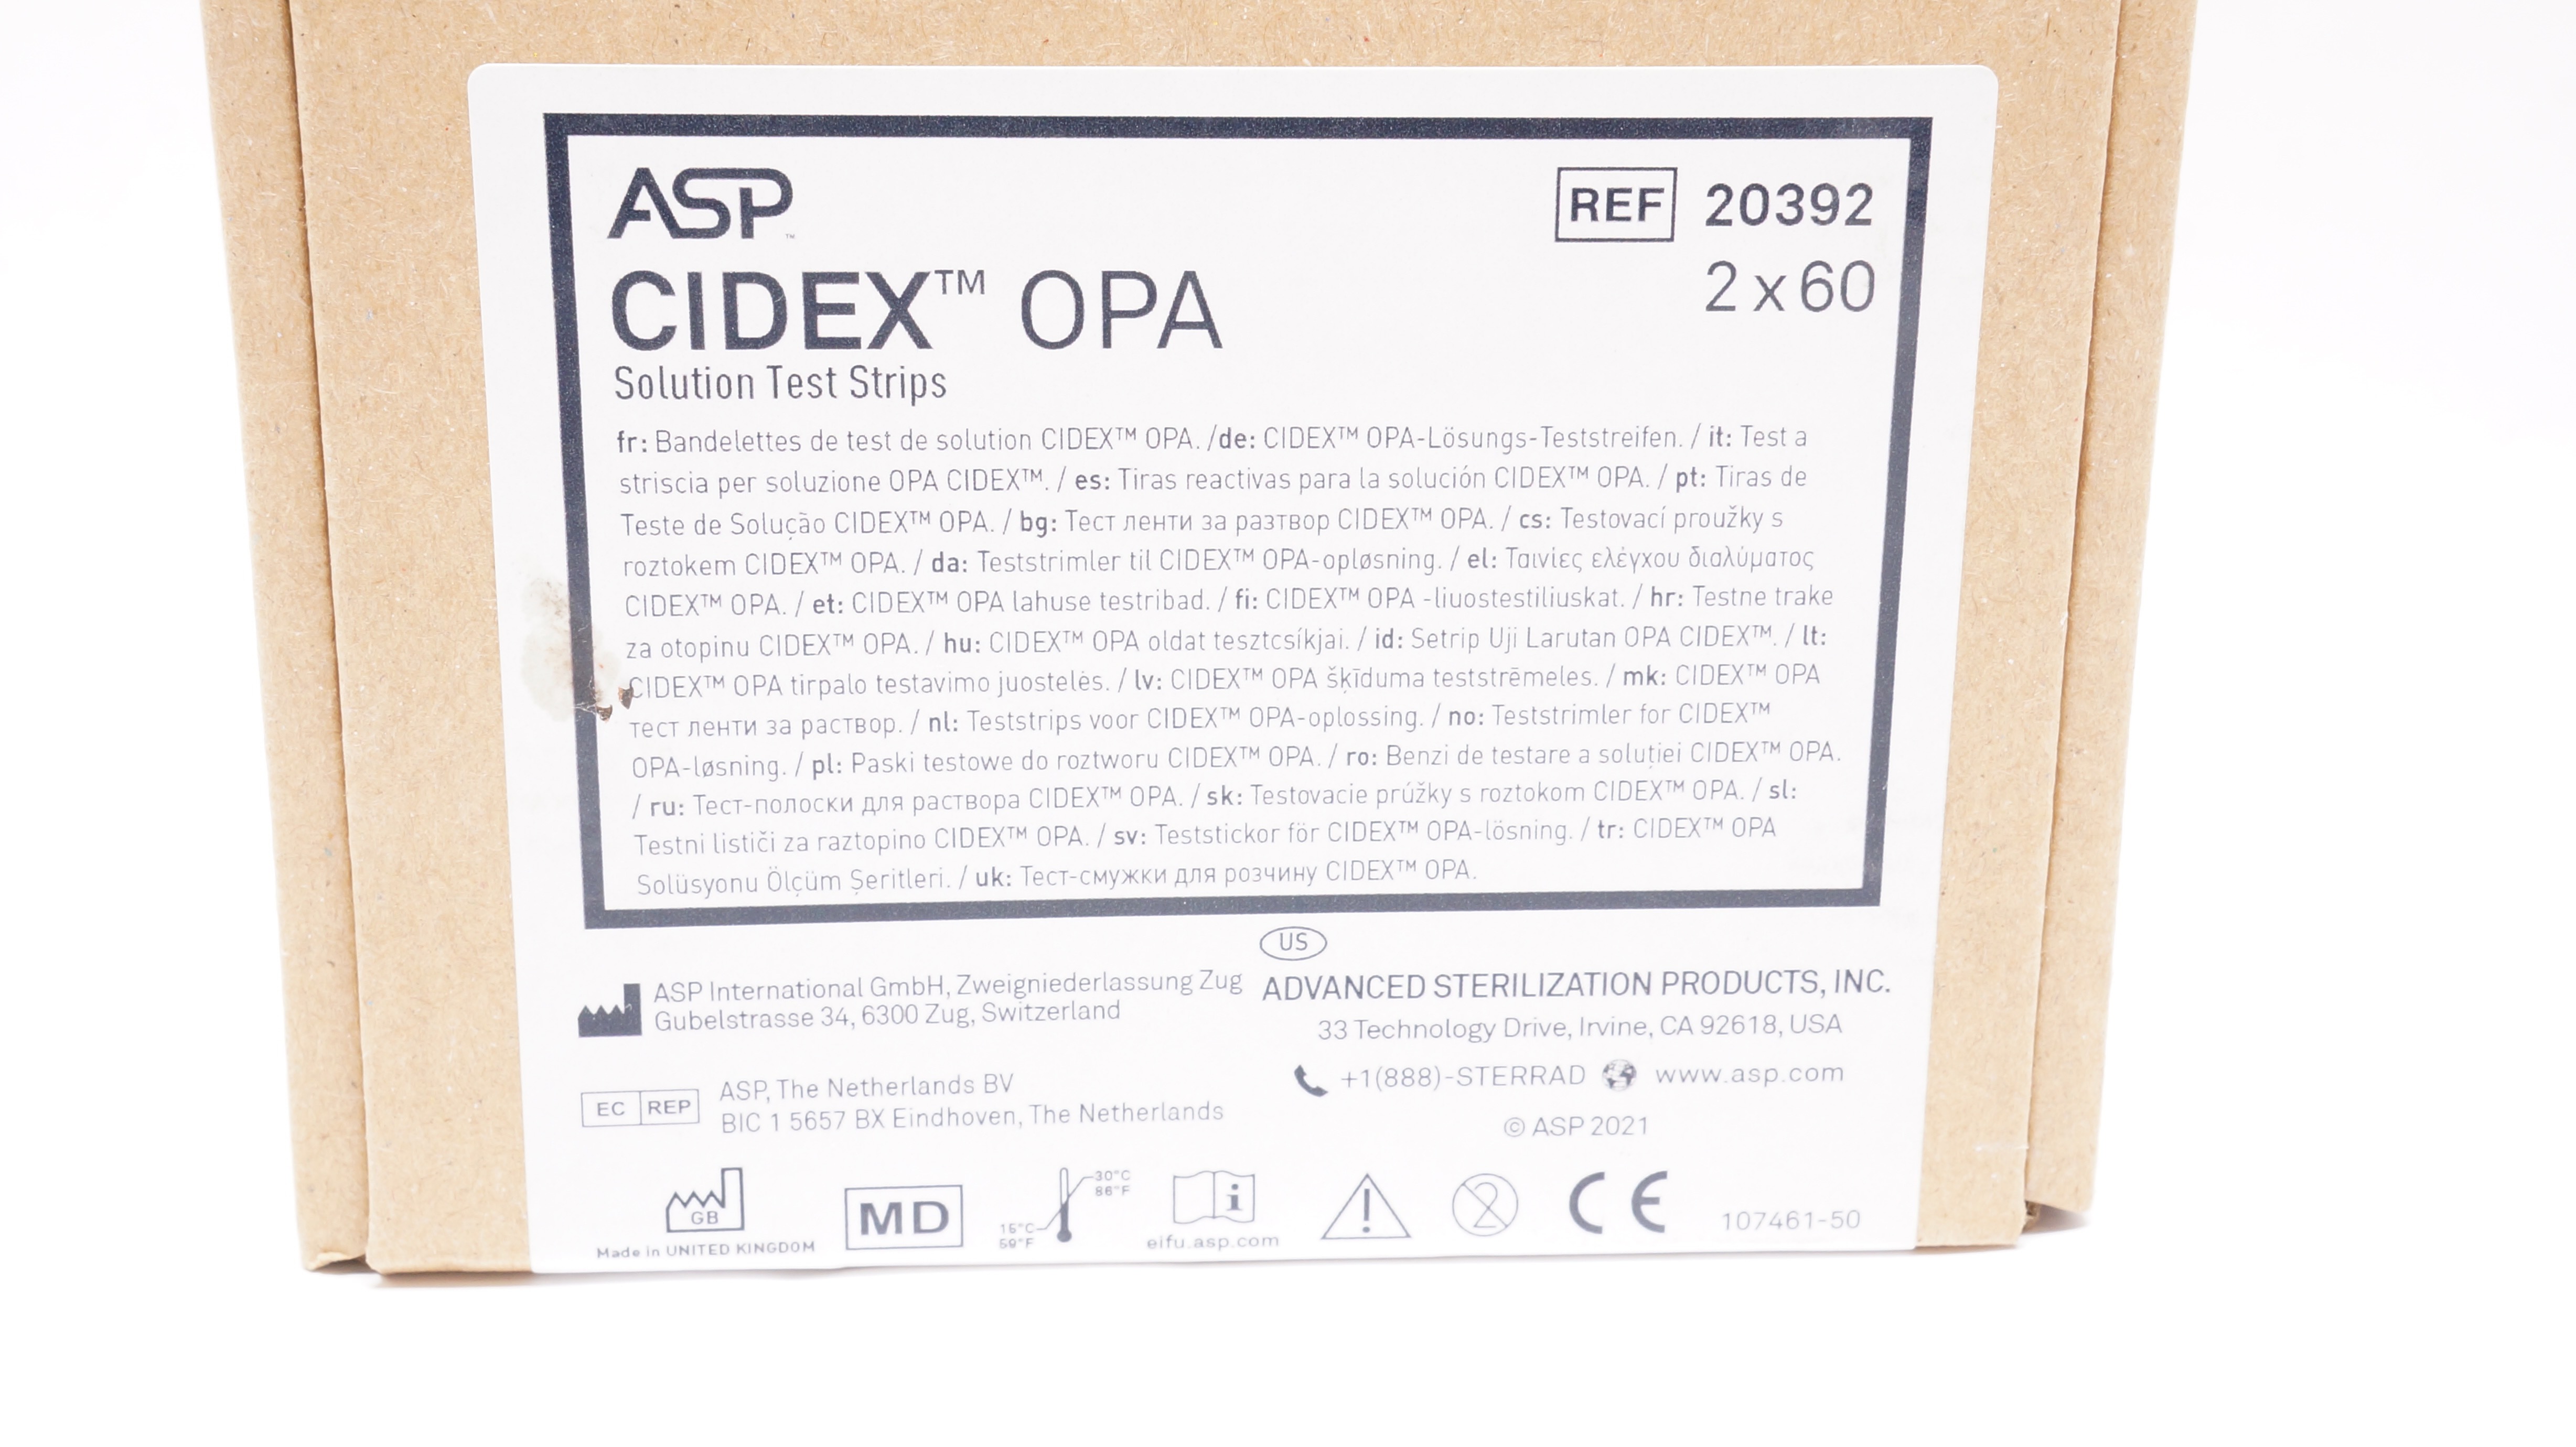 ASP™
REF 20392
CIDEX™ OPA
2 x 60
Solution Test Strips
fr: Bandelettes de test de solution CIDEX™ OPA. /de: CIDEX™ OPA-Lösungs-Teststreifen. / it: Test a
striscia per soluzione OPA CIDEX™. / es: Tiras reactivas para la solución CIDEX™ OPA. / pt: Tiras de
Teste de Solução CIDEX™ OPA. / bg: Тест ленти за разтвор CIDEX™ OPA. / cs: Testovací proužky s
roztokem CIDEX™ OPA. / da: Teststrimler til CIDEX™ OPA-opløsning. / el: Ταινίες ελέγχου διαλύματος
CIDEX™ OPA. / et: CIDEX™ OPA lahuse testribad. / fi: CIDEX™ OPA -liuostestiliuskat. / hr: Testne trake
za otopinu CIDEX™ OPA. / hu: CIDEX™ OPA oldat tesztcsíkjai. / id: Setrip Uji Larutan OPA CIDEX™. / lt:
CIDEX™ OPA tirpalo testavimo juostelės. / lv: CIDEX™ OPA šķīduma teststrēmeles. / mk: CIDEX™ OPA
тест ленти за раствор. / nl: Teststrips voor CIDEX™ OPA-oplossing. / no: Teststrimler for CIDEX™
OPA-løsning. / pl: Paski testowe do roztworu CIDEX™ OPA. / ro: Benzi de testare a soluției CIDEX™ OPA.
/ ru: Тест-полоски для раствора CIDEX™ OPA. / sk: Testovacie prúžky s roztokom CIDEX™ OPA. / sl:
Testni lističi za raztopino CIDEX™ OPA. / sv: Teststickor för CIDEX™ OPA-lösning. / tr: CIDEX™ OPA
Solüsyonu Ölçüm Şeritleri. / uk: Тест-смужки для розчину CIDEX™ OPA.
US
ASP International GmbH, Zweigniederlassung Zug
Gubelstrasse 34, 6300 Zug, Switzerland
ADVANCED STERILIZATION PRODUCTS, INC.
33 Technology Drive, Irvine, CA 92618, USA
+1(888)-STERRAD www.asp.com
© ASP 2021
EC REP
ASP, The Netherlands BV
BIC 1 5657 BX Eindhoven, The Netherlands
GB
Made in UNITED KINGDOM
MD
30°C
86°F
15°C
59°F
i
eifu.asp.com
!
2
CE
107461-50